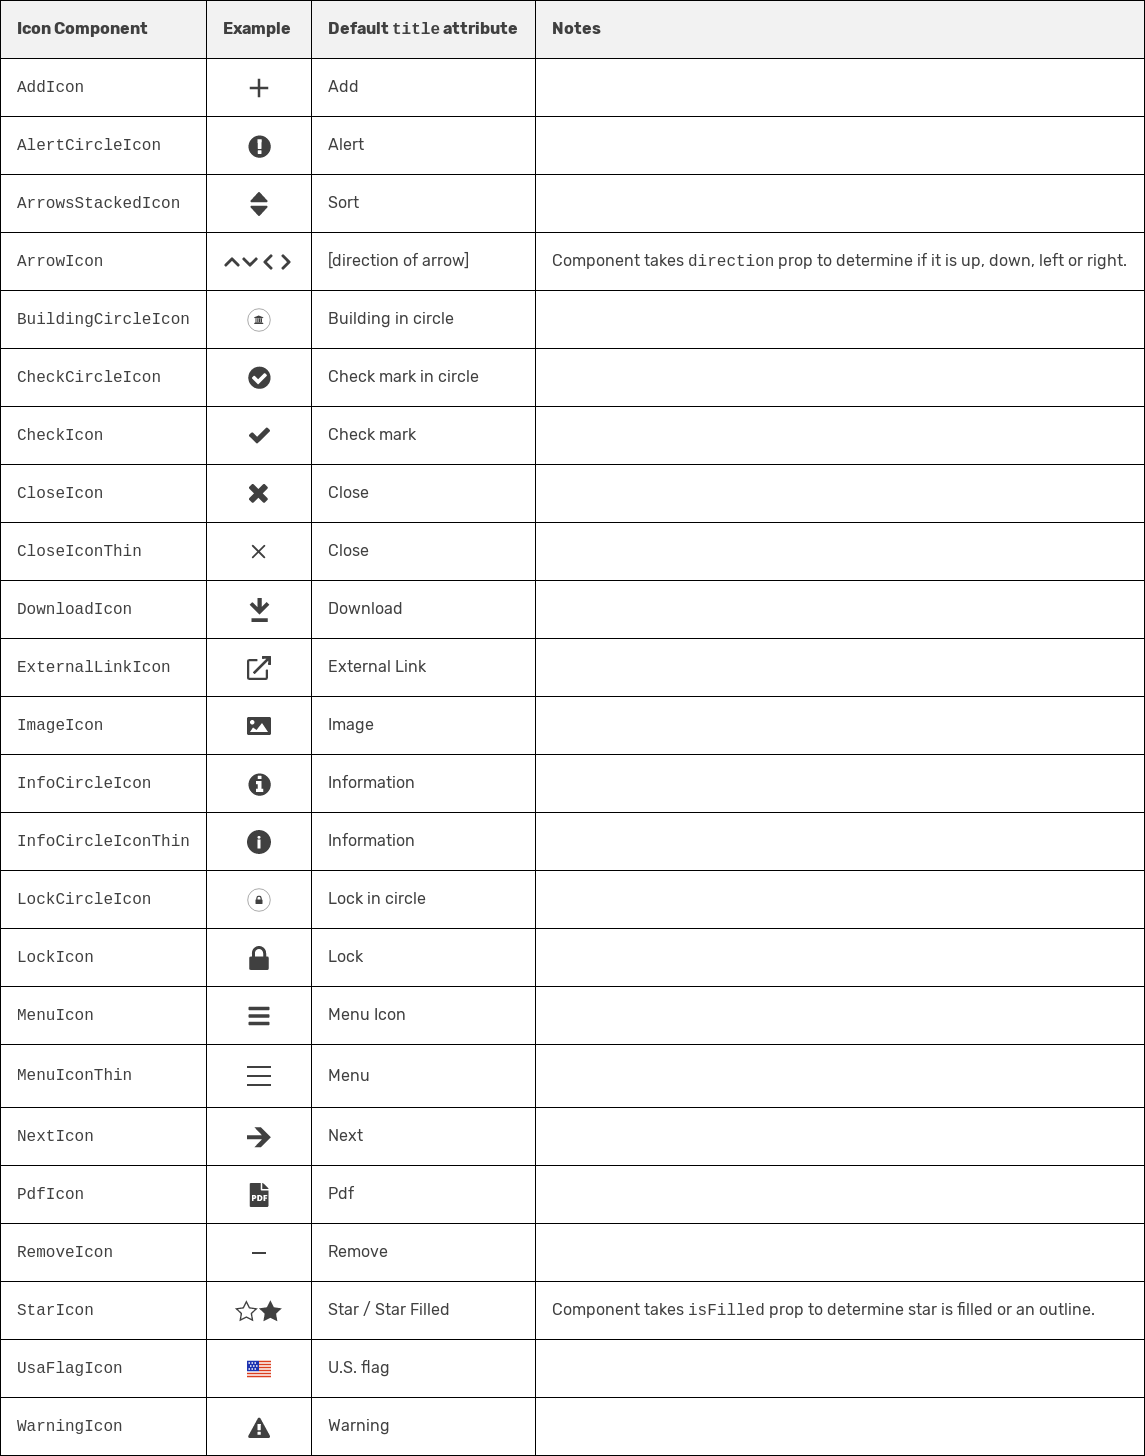 Icon Component Example Default title attribute Notes
AddIcon Add
AlertCircleIcon Alert
ArrowsStackedIcon Sort
ArrowIcon [direction of arrow] Component takes direction prop to determine if it is up, down, left or right.
BuildingCircleIcon Building in circle
CheckCircleIcon Check mark in circle
CheckIcon Check mark
CloseIcon Close
CloseIconThin Close
DownloadIcon Download
ExternalLinkIcon External Link
ImageIcon Image
InfoCircleIcon Information
InfoCircleIconThin Information
LockCircleIcon Lock in circle
LockIcon Lock
MenuIcon Menu Icon
MenuIconThin Menu
NextIcon Next
PdfIcon PDF Pdf
RemoveIcon Remove
StarIcon Star / Star Filled Component takes isFilled prop to determine star is filled or an outline.
UsaFlagIcon U.S. flag
WarningIcon Warning